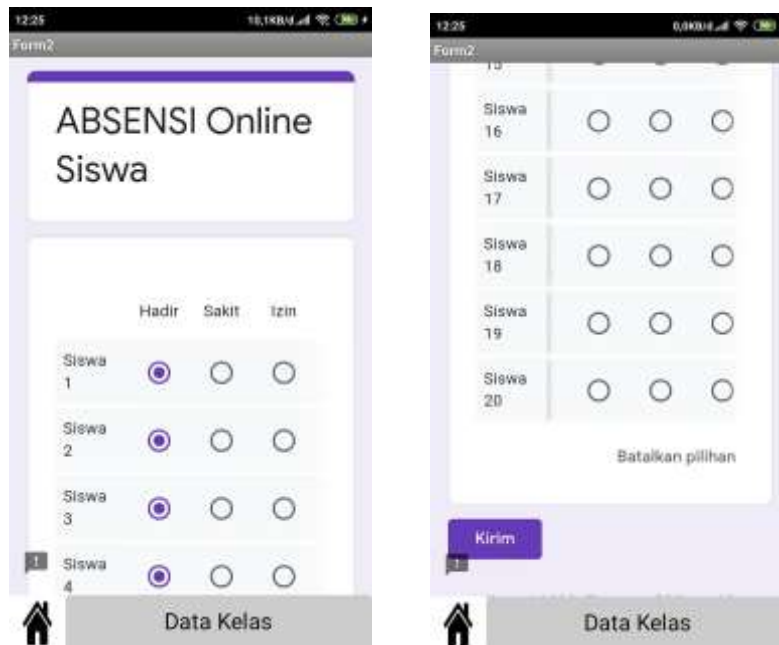 12:25
Form2
ABSENSI Online
Siswa
Hadir Sakit Izin
Siswa
1
Siswa
2
Siswa
3
Siswa
4
Data Kelas
12:25
Form2
15
Siswa
16
Siswa
17
Siswa
18
Siswa
19
Siswa
20
Batalkan pilihan
Kirim
Data Kelas